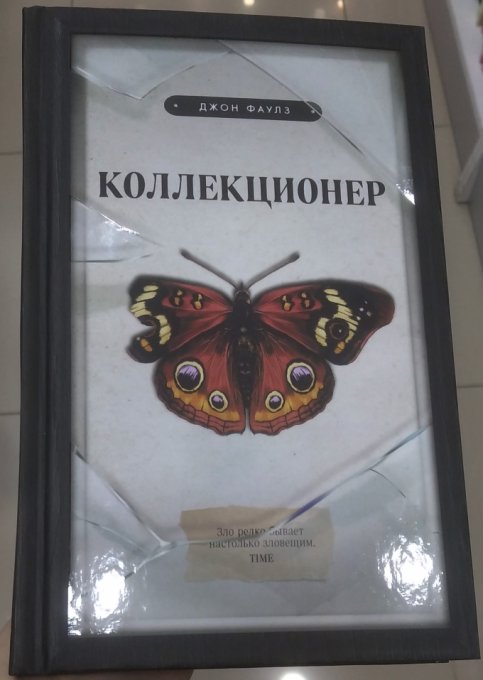 ДЖОН ФАУЛЗ
КОЛЛЕКЦИОНЕР
Зло редко бывает
настолько зловещим.
TIME